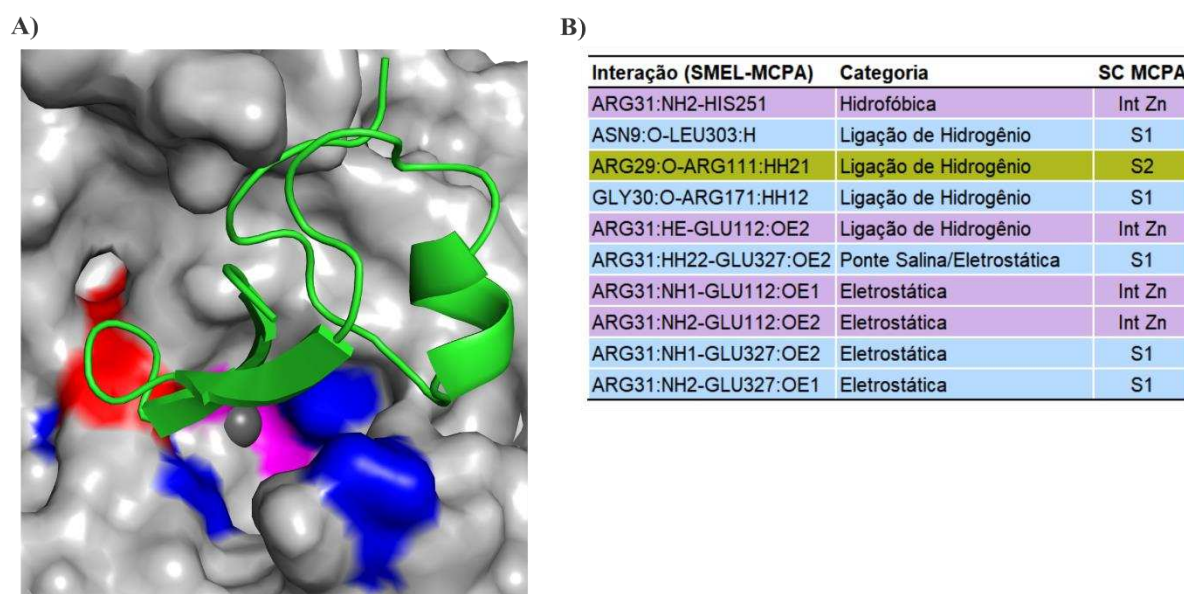 A)
B)
Interação (SMEL-MCPA) Categoria SC MCPA
ARG31:NH2-HIS251 Hidrofóbica Int Zn
ASN9:O-LEU303:H Ligação de Hidrogênio S1
ARG29:O-ARG111:HH21 Ligação de Hidrogênio S2
GLY30:O-ARG171:HH12 Ligação de Hidrogênio S1
ARG31:HE-GLU112:OE2 Ligação de Hidrogênio Int Zn
ARG31:HH22-GLU327:OE2 Ponte Salina/Eletrostática S1
ARG31:NH1-GLU112:OE1 Eletrostática Int Zn
ARG31:NH2-GLU112:OE2 Eletrostática Int Zn
ARG31:NH1-GLU327:OE2 Eletrostática S1
ARG31:NH2-GLU327:OE1 Eletrostática S1